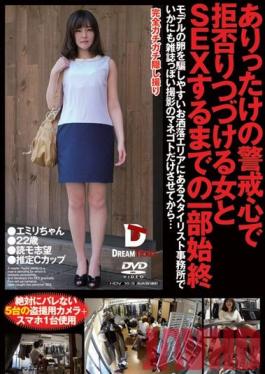 ありったけの警戒心で
拒否りつづける女と
SEXするまでの一部始終
モデルの卵を騙しやすいお洒落エリアにあるスタイリスト事務所で
いかにも雑誌っぽい撮影のマネゴトだけさせてから…
完全ガチガチ隠し撮り
●エミリちゃん
●22歳
●読モ志望
●推定Cカップ
DREAM
DVD
VIDEO
絶対にバレない
5台の盗撮用カメラ+
スマホ1台使用